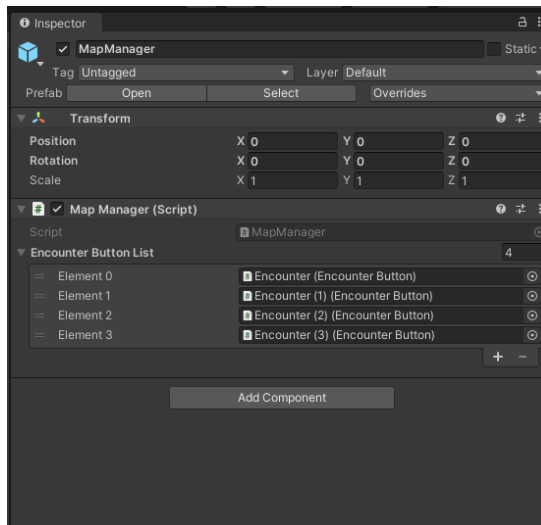 Inspector
MapManager Static
Tag Untagged Layer Default
Prefab Open Select Overrides
Transform
Position X 0 Y 0 Z 0
Rotation X 0 Y 0 Z 0
Scale X 1 Y 1 Z 1
# Map Manager (Script)
Script MapManager
Encounter Button List 4
Element 0 Encounter (Encounter Button)
Element 1 Encounter (1) (Encounter Button)
Element 2 Encounter (2) (Encounter Button)
Element 3 Encounter (3) (Encounter Button)
+ −
Add Component